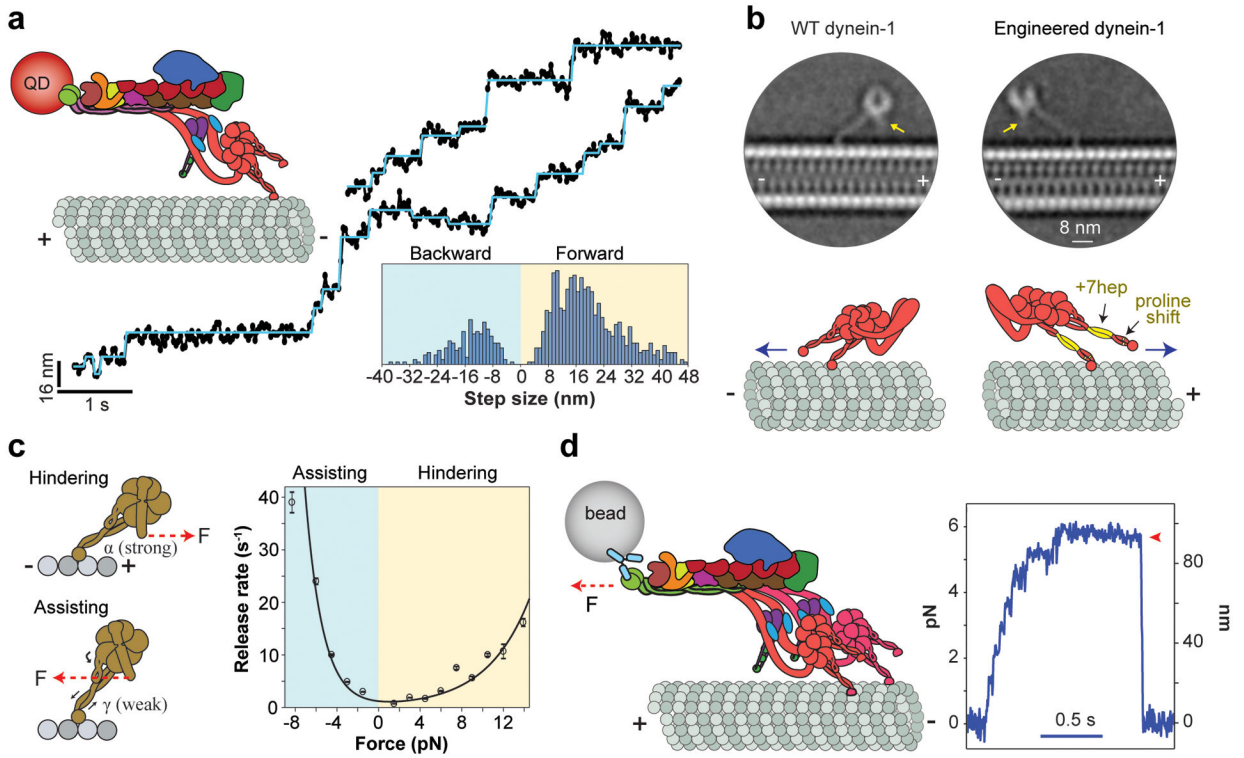 a
QD
+
-
16 nm
1 s
Backward
Forward
-40 -32 -24 -16 -8 0 8 16 24 32 40 48
Step size (nm)
b
WT dynein-1
Engineered dynein-1
-
+
-
+
8 nm
+7hep
proline
shift
-
+
c
Hindering
F
α (strong)
-
+
Assisting
F
γ (weak)
Assisting
Hindering
Release rate (s⁻¹)
40
30
20
10
0
-8 -4 0 4 8 12
Force (pN)
d
bead
F
+
-
pN
6
4
2
0
0.5 s
80
40
0
nm